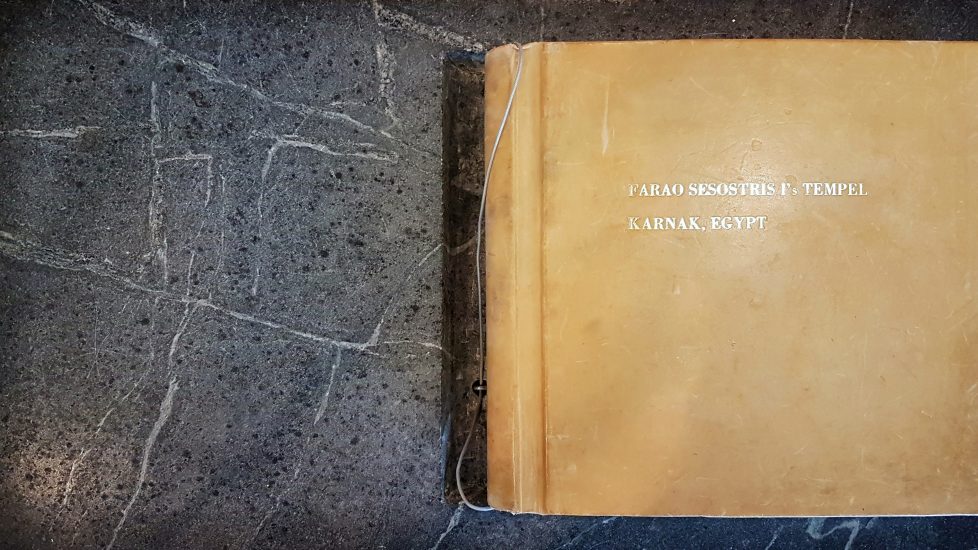 FARAO SESOSTRIS I's TEMPEL
KARNAK, EGYPT